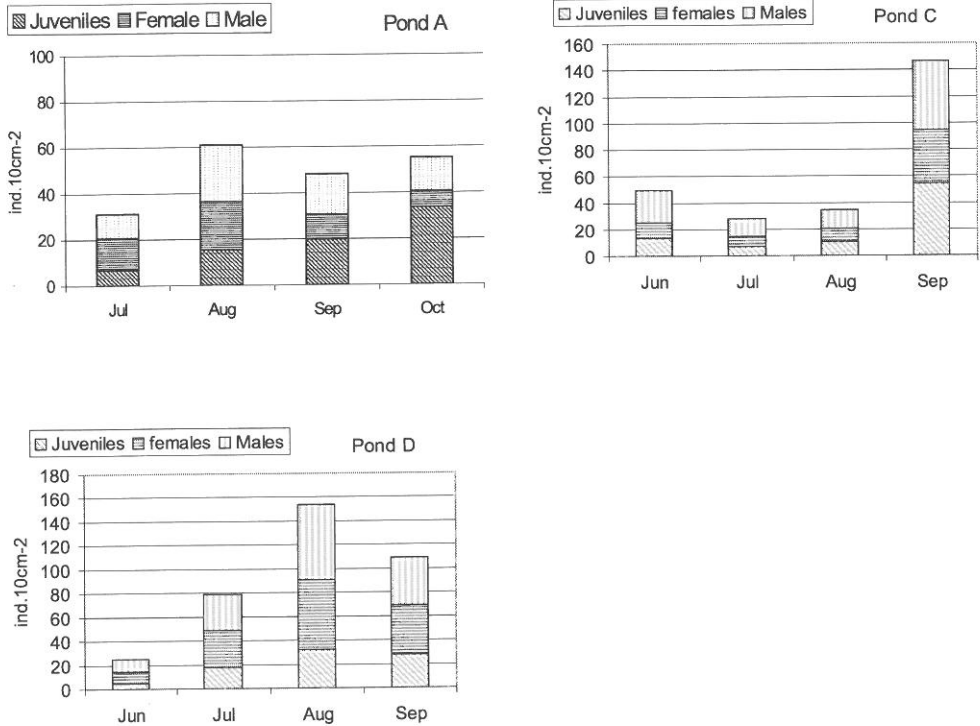 Juveniles Female Male
Pond A
ind.10cm-2
100
80
60
40
20
0
Jul Aug Sep Oct
Juveniles females Males
Pond C
160
140
120
100
80
60
40
20
0
Jun Jul Aug Sep
Juveniles females Males
Pond D
ind.10cm-2
180
160
140
120
100
80
60
40
20
0
Jun Jul Aug Sep
ind.10cm-2